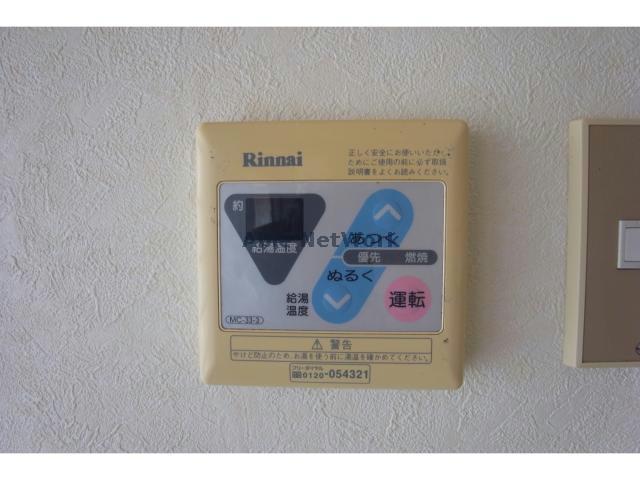 Rinnai
正しく安全にお使いいただく
ためにご使用の前に必ず取扱
説明書をよくお読みください。
約
給湯温度
あつく
優先 燃焼
ぬるく
給湯
温度
運転
MC-33-3
⚠ 警告
やけど防止のため、お湯を使う前に湯温を確かめてください。
フリーダイヤル
0120-054321
NetWork